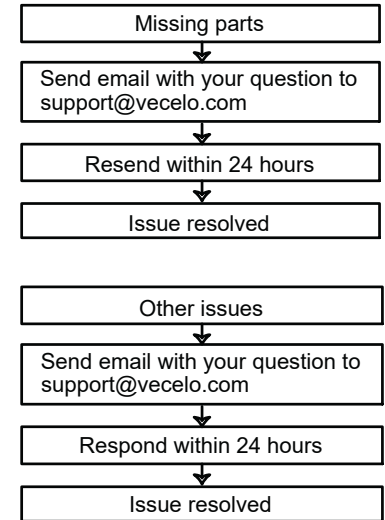 Missing parts
Send email with your question to
support@vecelo.com
Resend within 24 hours
Issue resolved
Other issues
Send email with your question to
support@vecelo.com
Respond within 24 hours
Issue resolved